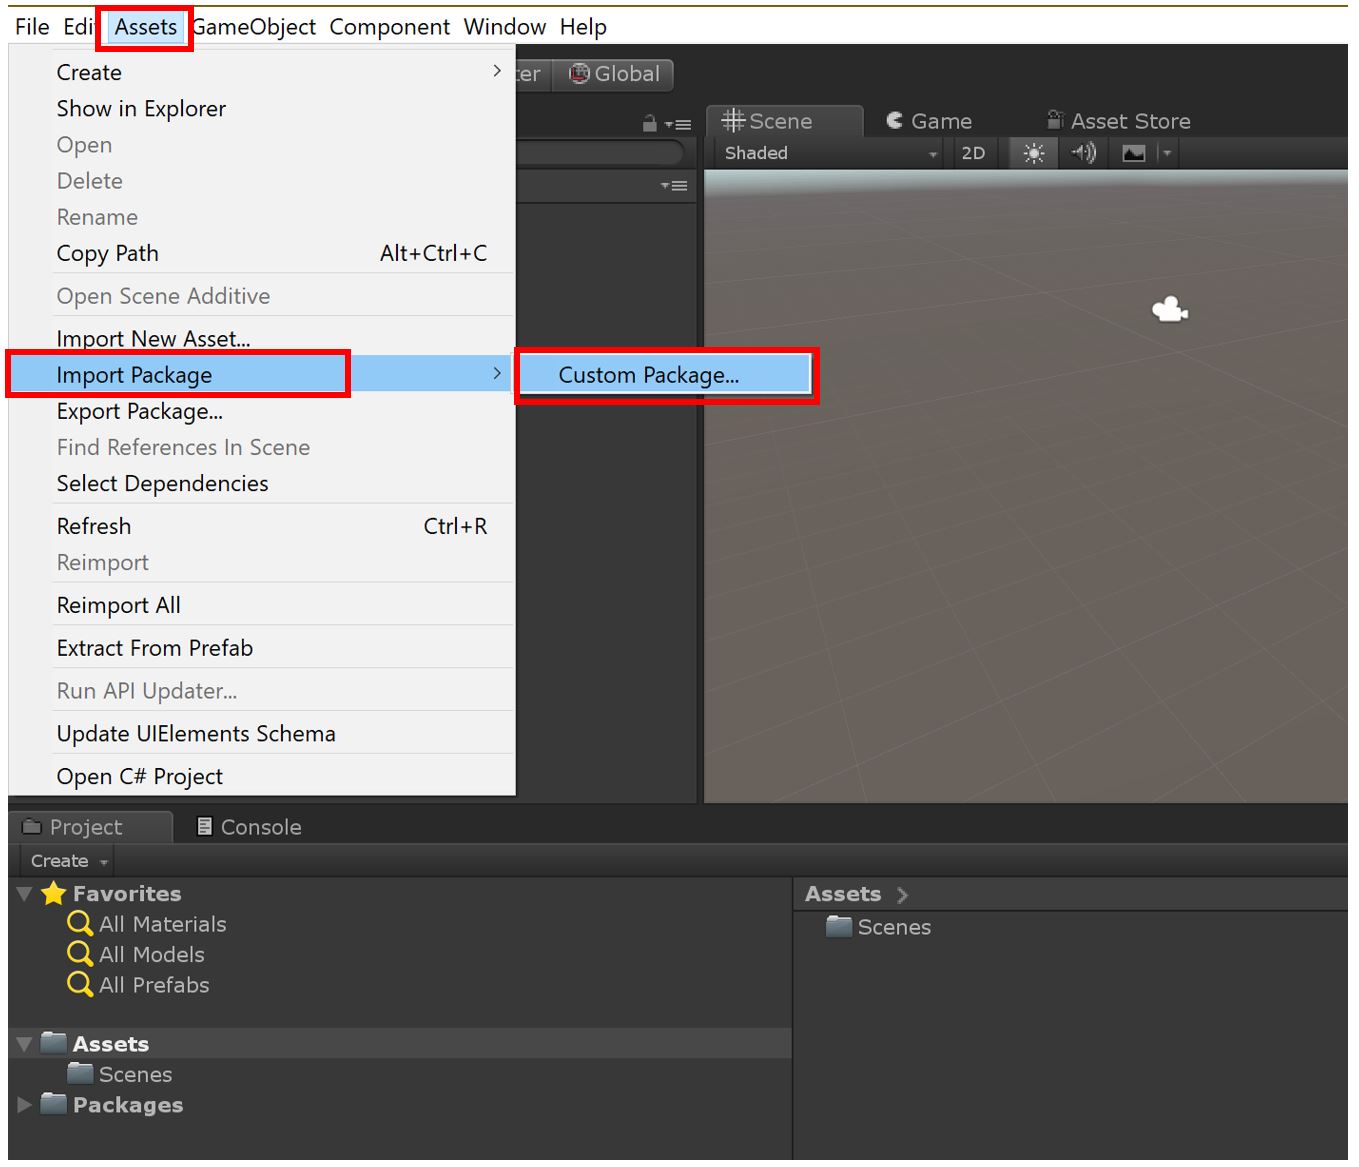 File Edit Assets GameObject Component Window Help
Create
Show in Explorer
Open
Delete
Rename
Copy Path Alt+Ctrl+C
Open Scene Additive
Import New Asset...
Import Package
Custom Package...
Export Package...
Find References In Scene
Select Dependencies
Refresh Ctrl+R
Reimport
Reimport All
Extract From Prefab
Run API Updater...
Update UIElements Schema
Open C# Project
ter Global
Scene Game Asset Store
Shaded 2D
Project Console
Create
Favorites
All Materials
All Models
All Prefabs
Assets
Scenes
Packages
Assets
Scenes